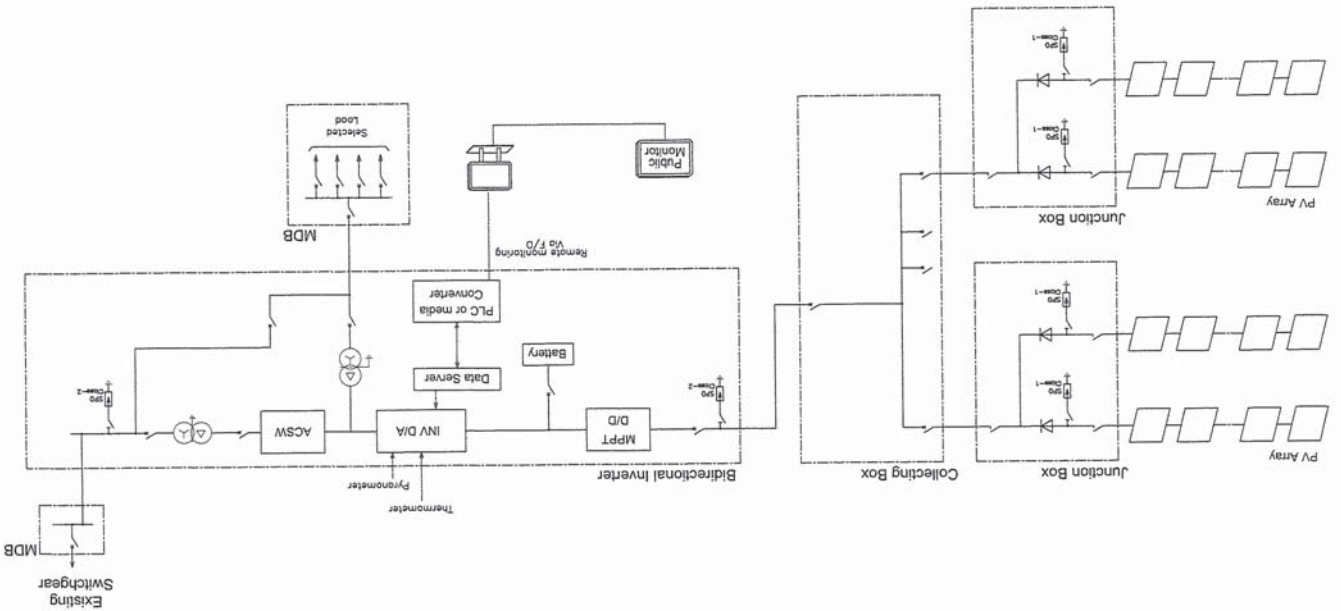 Existing
Switchgear
MDB
Thermometer
Pyranometer
PV Array
Junction Box
Collecting Box
Bidirectional Inverter
MPPT
D/D
INV D/A
ACSW
SPD
Class-1
SPD
Class-2
SPD
Class-2
Data Server
Battery
SPD
Class-1
PLC or media
Converter
Remote monitoring
Via F/O
MDB
PV Array
Junction Box
SPD
Class-1
Public
Monitor
Selected
Load
SPD
Class-1